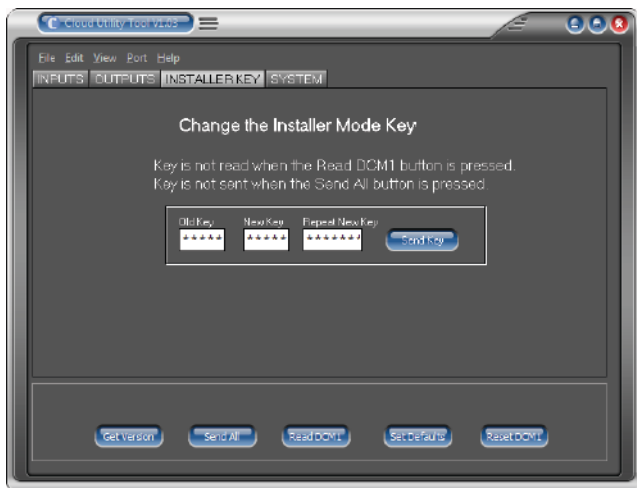 Cloud Utility Tool v1.05
File Edit View Port Help
INPUTS OUTPUTS INSTALLER KEY SYSTEM
Change the Installer Mode Key
Key is not read when the Read DCM1 button is pressed.
Key is not sent when the Send All button is pressed.
Old Key New Key Repeat New Key
***** ***** *******
Send Key
Get Version Send All Read DCM1 Set Defaults Reset DCM1